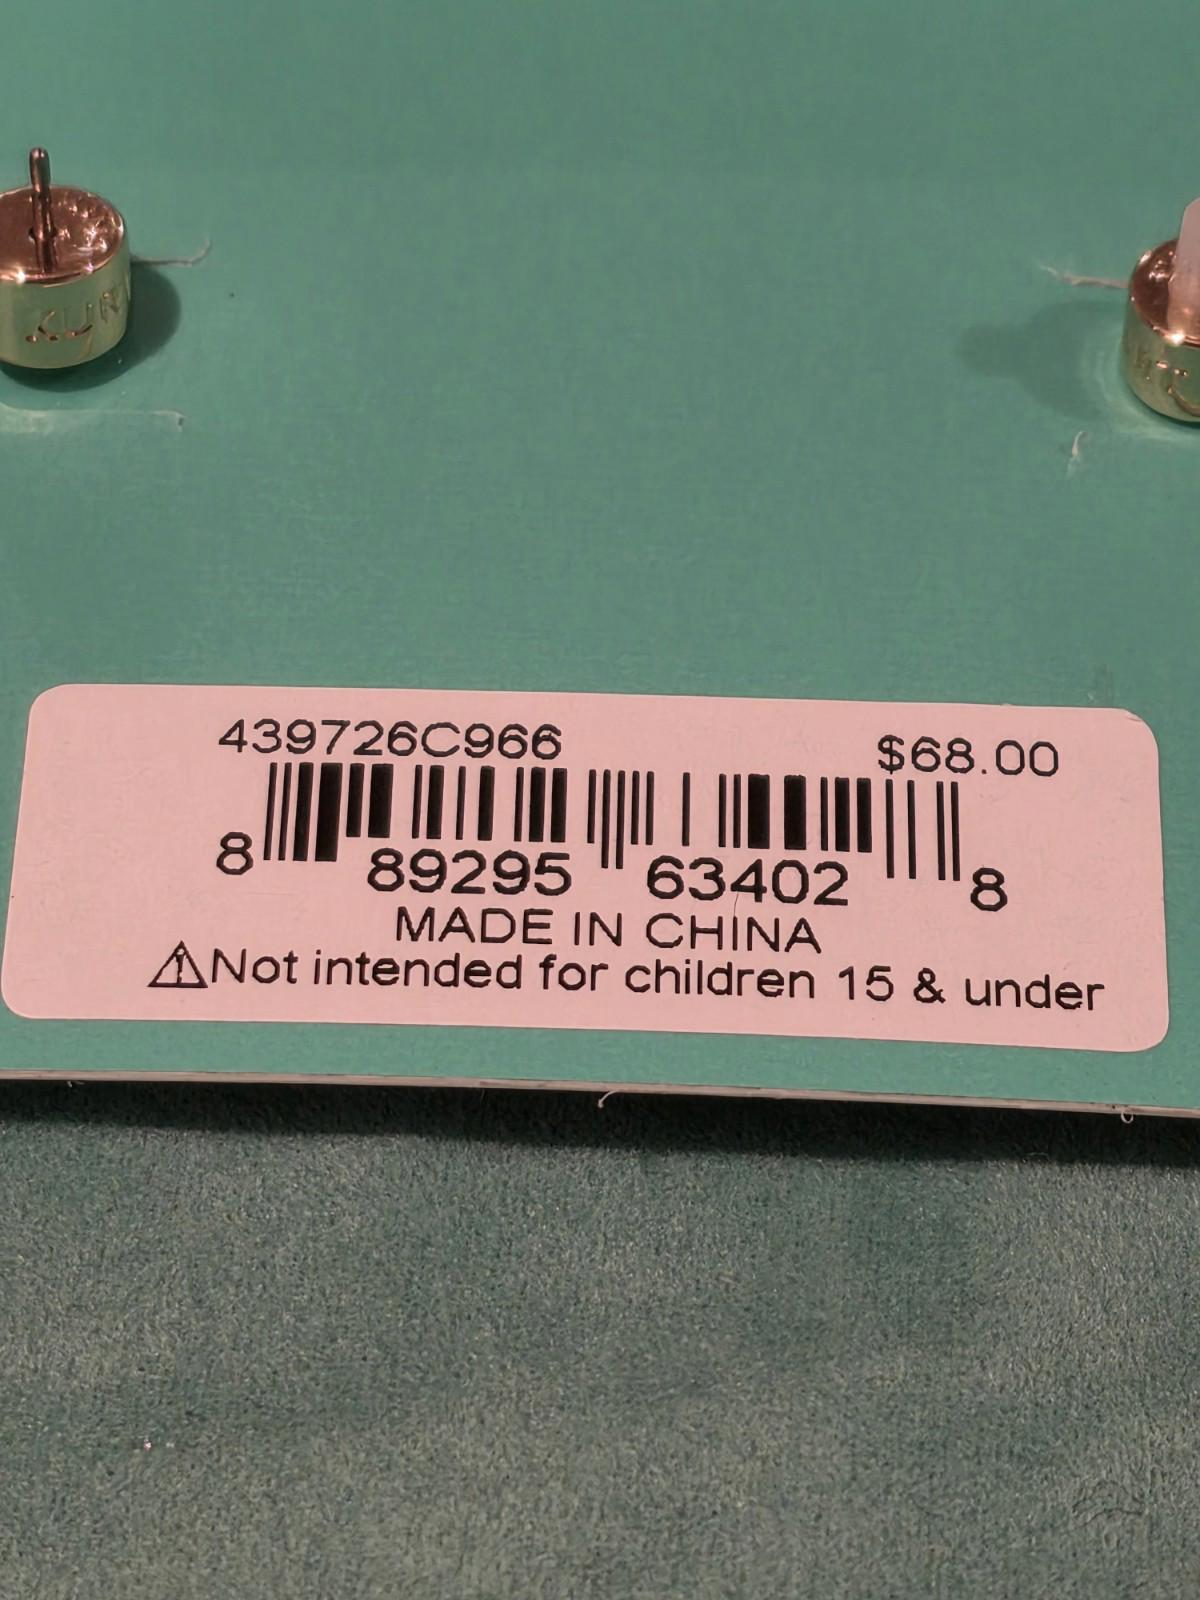 439726C966 $68.00
8 89295 63402 8
MADE IN CHINA
⚠Not intended for children 15 & under